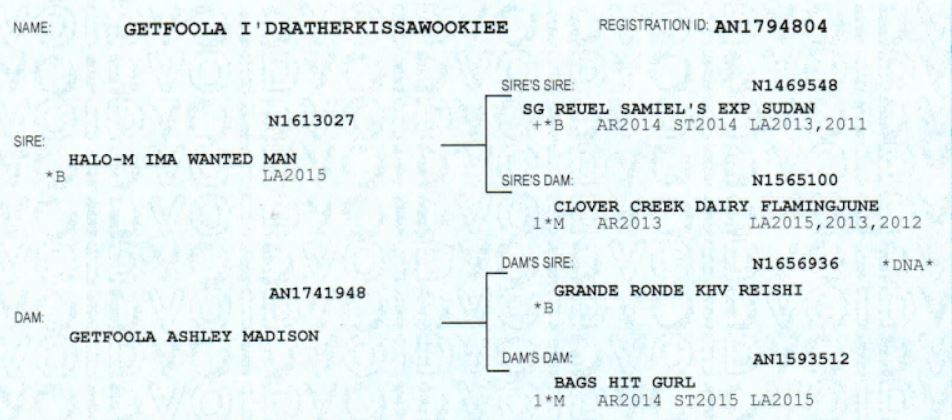 NAME: GETFOOLA I'DRATHERKISSAWOOKIEE REGISTRATION ID: AN1794804
SIRE'S SIRE: N1469548
SG REUEL SAMIEL'S EXP SUDAN
+*B AR2014 ST2014 LA2013,2011
N1613027
SIRE:
HALO-M IMA WANTED MAN
*B LA2015
SIRE'S DAM: N1565100
CLOVER CREEK DAIRY FLAMINGJUNE
1*M AR2013 LA2015,2013,2012
DAM'S SIRE: N1656936 *DNA*
GRANDE RONDE KHV REISHI
*B
AN1741948
DAM:
GETFOOLA ASHLEY MADISON
DAM'S DAM: AN1593512
BAGS HIT GURL
1*M AR2014 ST2015 LA2015